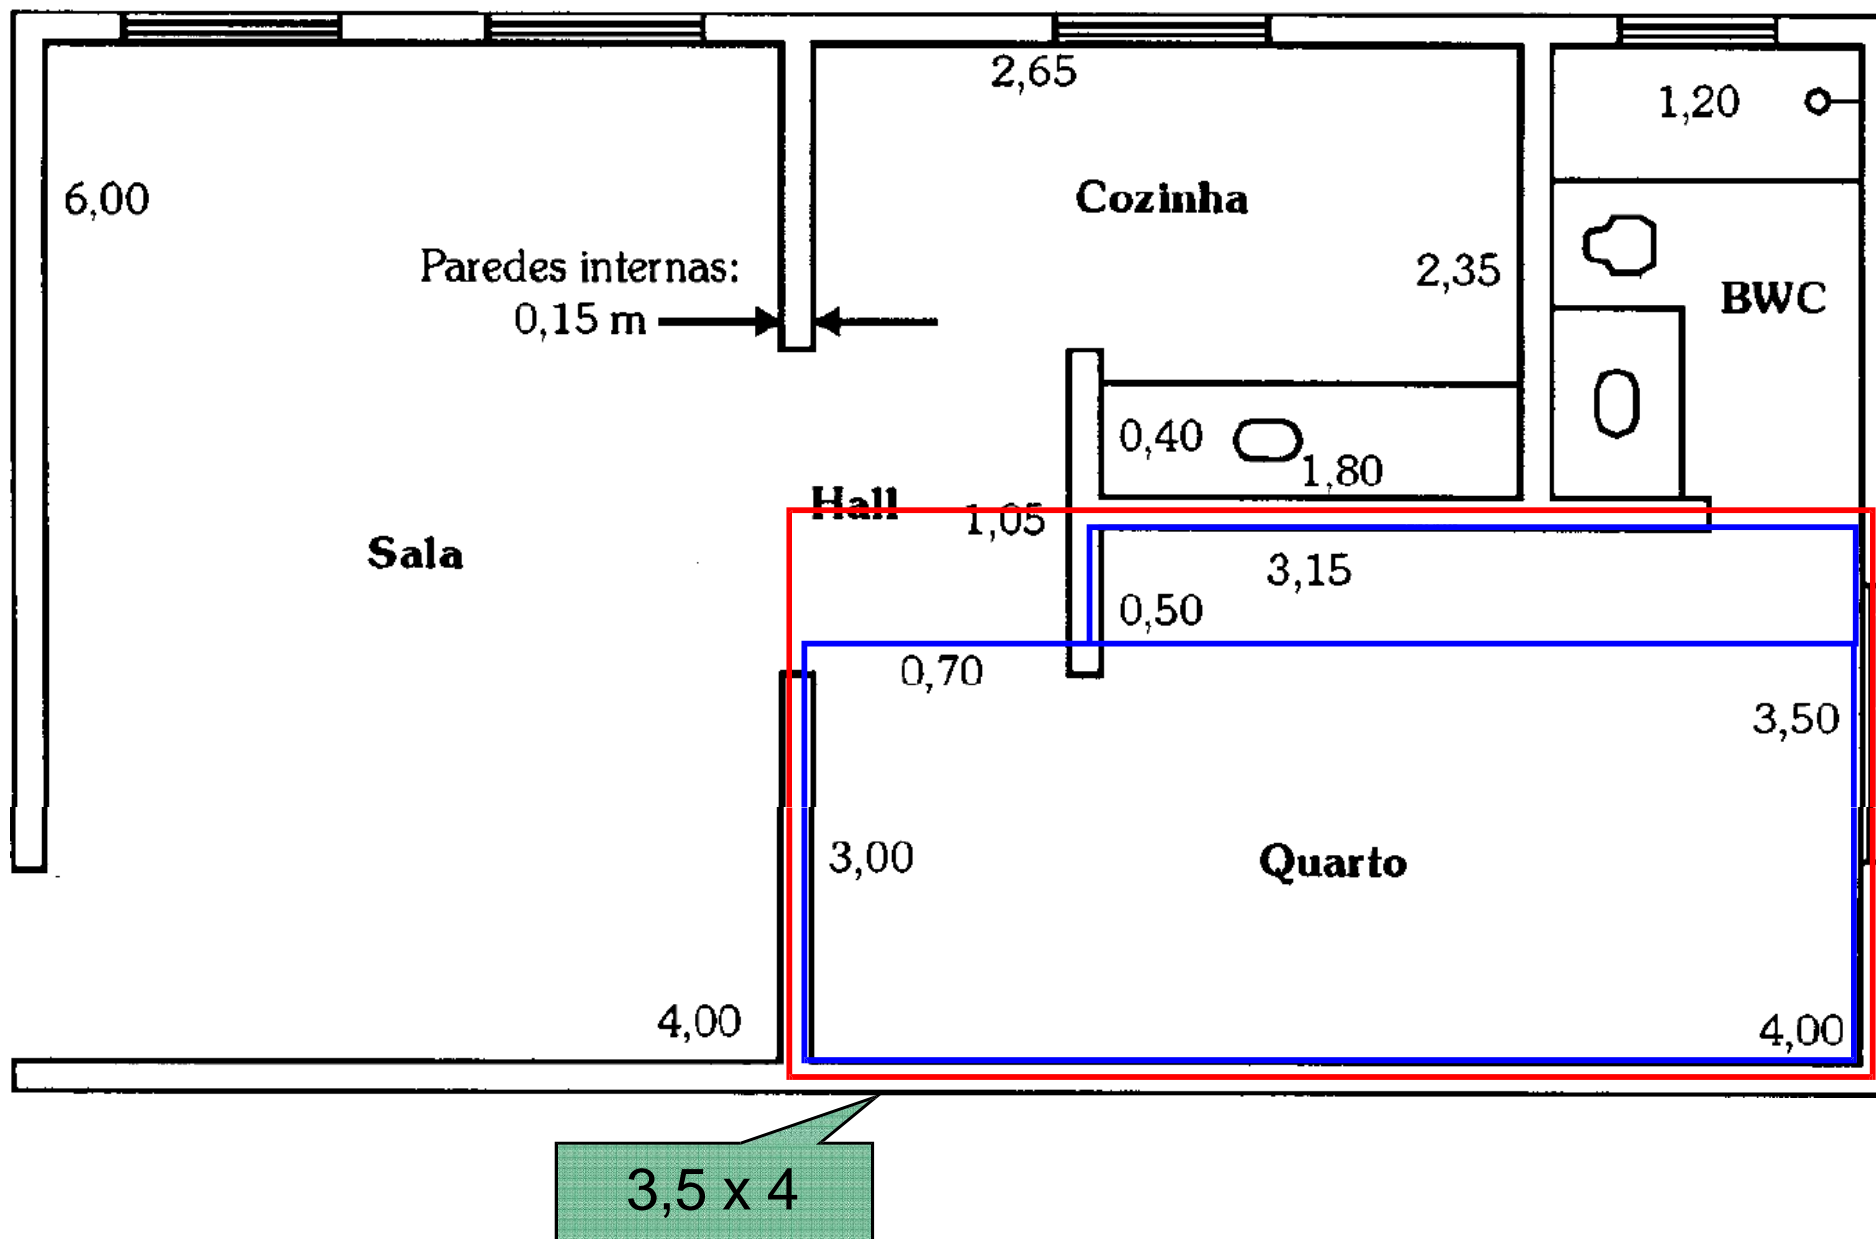 2,65
1,20
6,00
Cozinha
Paredes internas:
0,15 m
2,35
BWC
0,40
1,80
Hall
1,05
Sala
3,15
0,50
0,70
3,50
3,00
Quarto
4,00
4,00
3,5 x 4